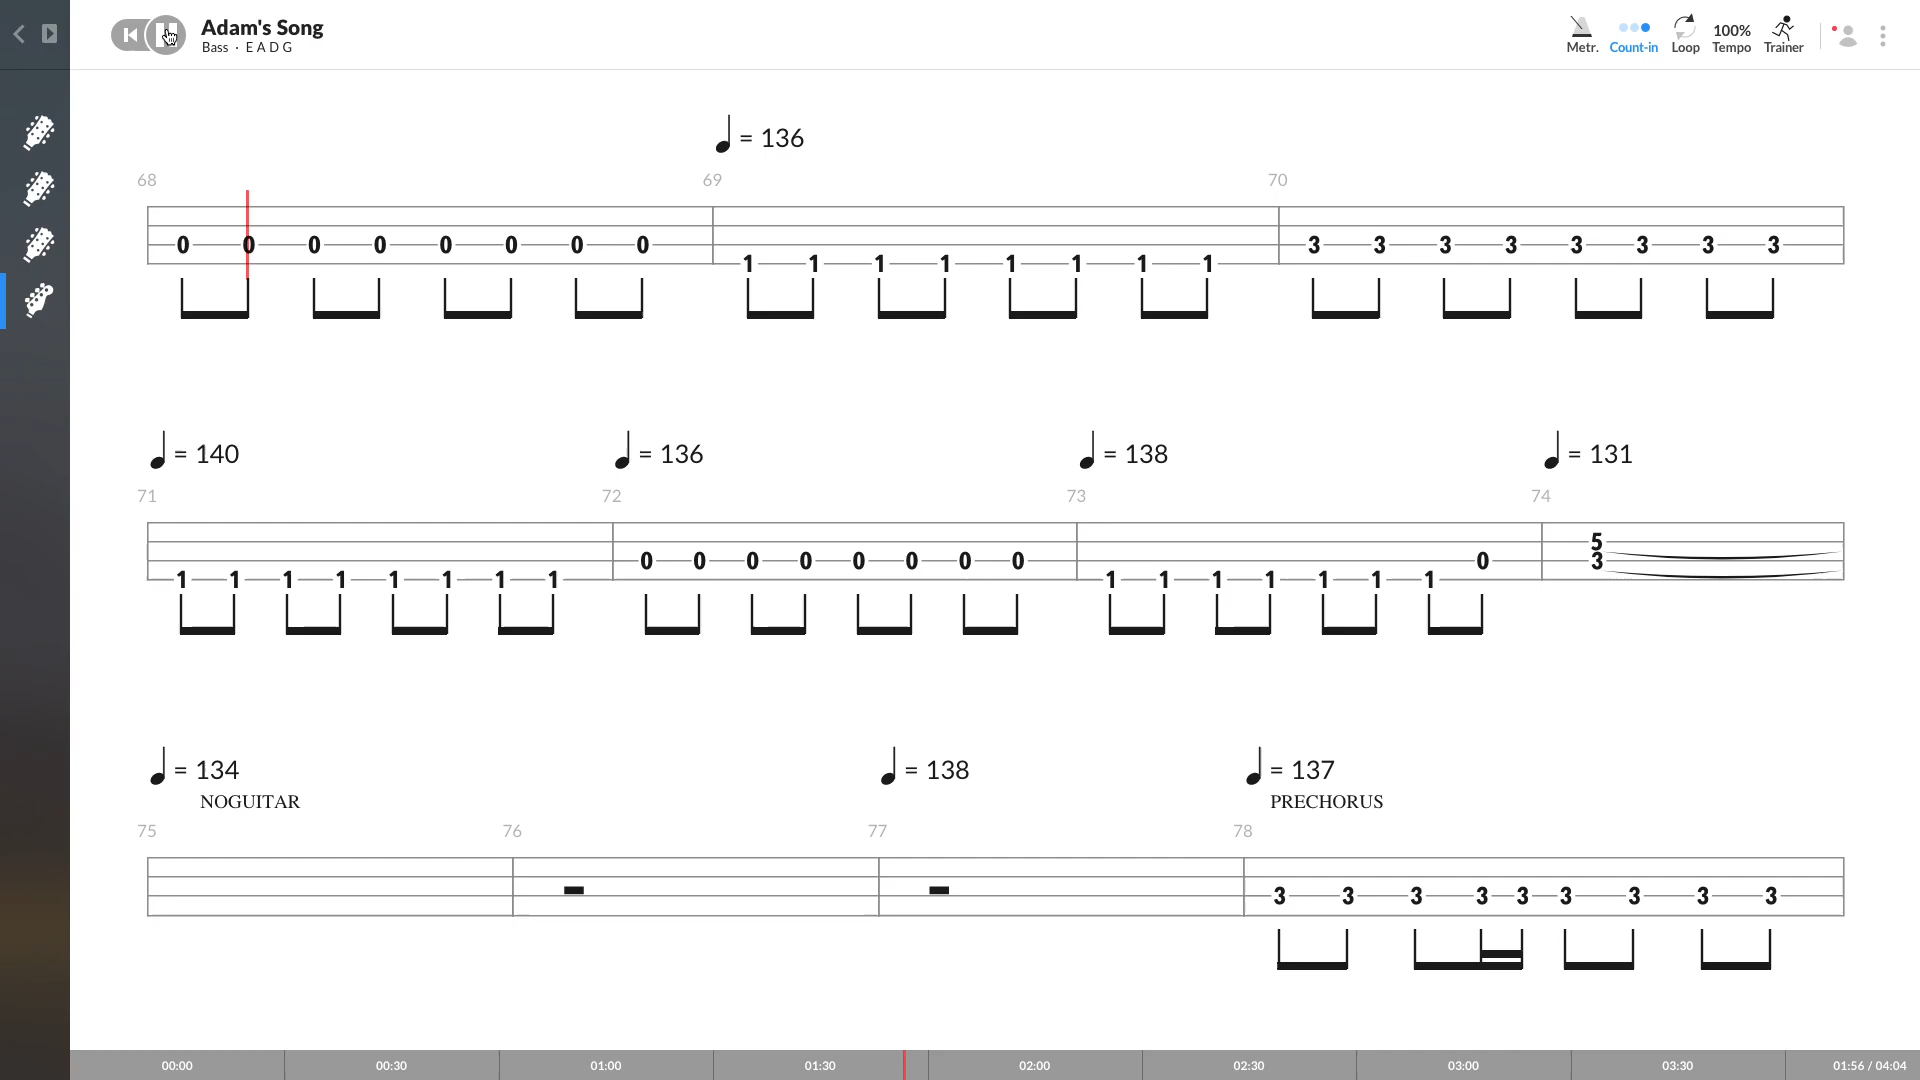 Adam's Song
Bass · E A D G
Metr.
Count-in
Loop
100%
Tempo
Trainer
= 136
68 69 70
0 0 0 0 0 0 0 0 1 1 1 1 1 1 1 1 3 3 3 3 3 3 3 3
= 140 = 136 = 138 = 131
71 72 73 74
1 1 1 1 1 1 1 1 0 0 0 0 0 0 0 0 1 1 1 1 1 1 1 0 5 3
= 134 = 138 = 137
NOGUITAR PRECHORUS
75 76 77 78
3 3 3 3 3 3 3 3 3
00:00 00:30 01:00 01:30 02:00 02:30 03:00 03:30 01:56 / 04:04